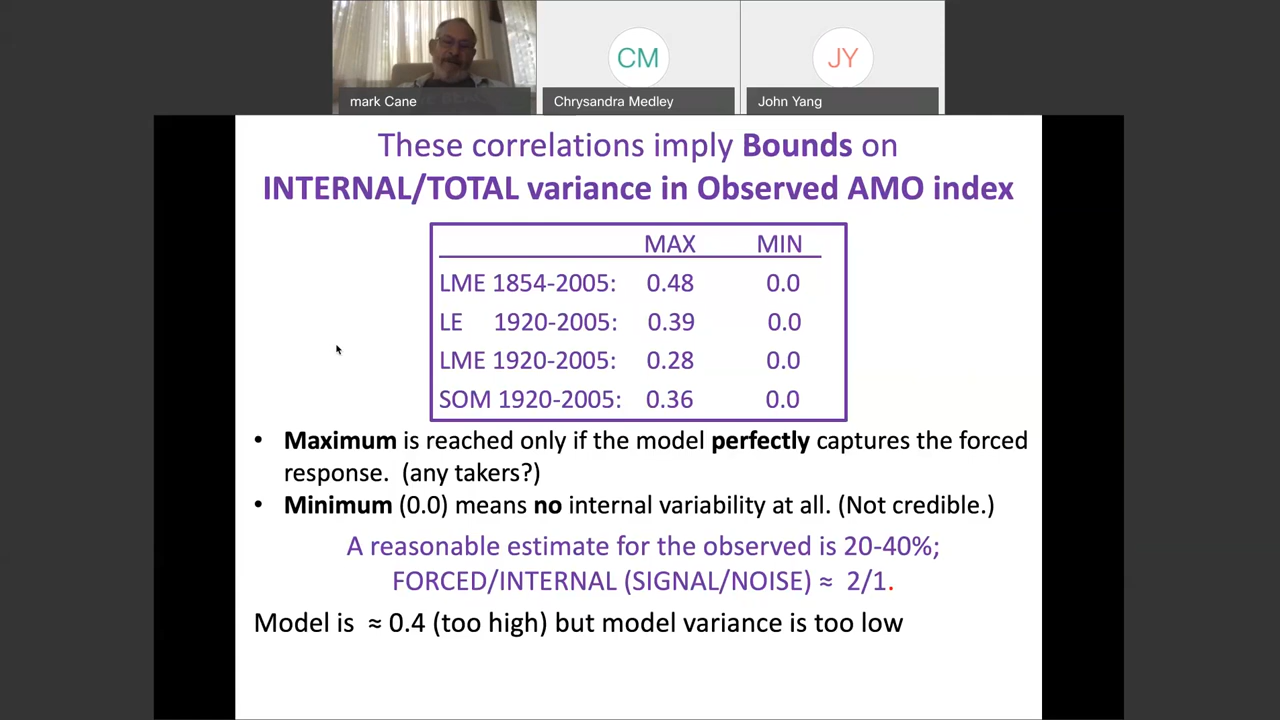 CM
JY
mark Cane
Chrysandra Medley
John Yang
These correlations imply Bounds on
INTERNAL/TOTAL variance in Observed AMO index
MAX MIN
LME 1854-2005: 0.48 0.0
LE 1920-2005: 0.39 0.0
LME 1920-2005: 0.28 0.0
SOM 1920-2005: 0.36 0.0
• Maximum is reached only if the model perfectly captures the forced
response. (any takers?)
• Minimum (0.0) means no internal variability at all. (Not credible.)
A reasonable estimate for the observed is 20-40%;
FORCED/INTERNAL (SIGNAL/NOISE) ≈ 2/1.
Model is ≈ 0.4 (too high) but model variance is too low